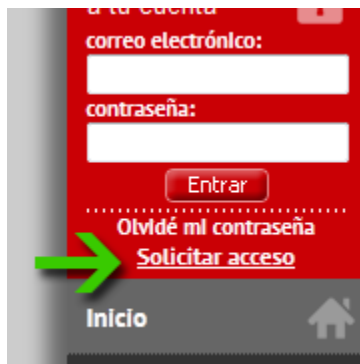 a tu cuenta
correo electrónico:
contraseña:
Entrar
Olvidé mi contraseña
Solicitar acceso
Inicio